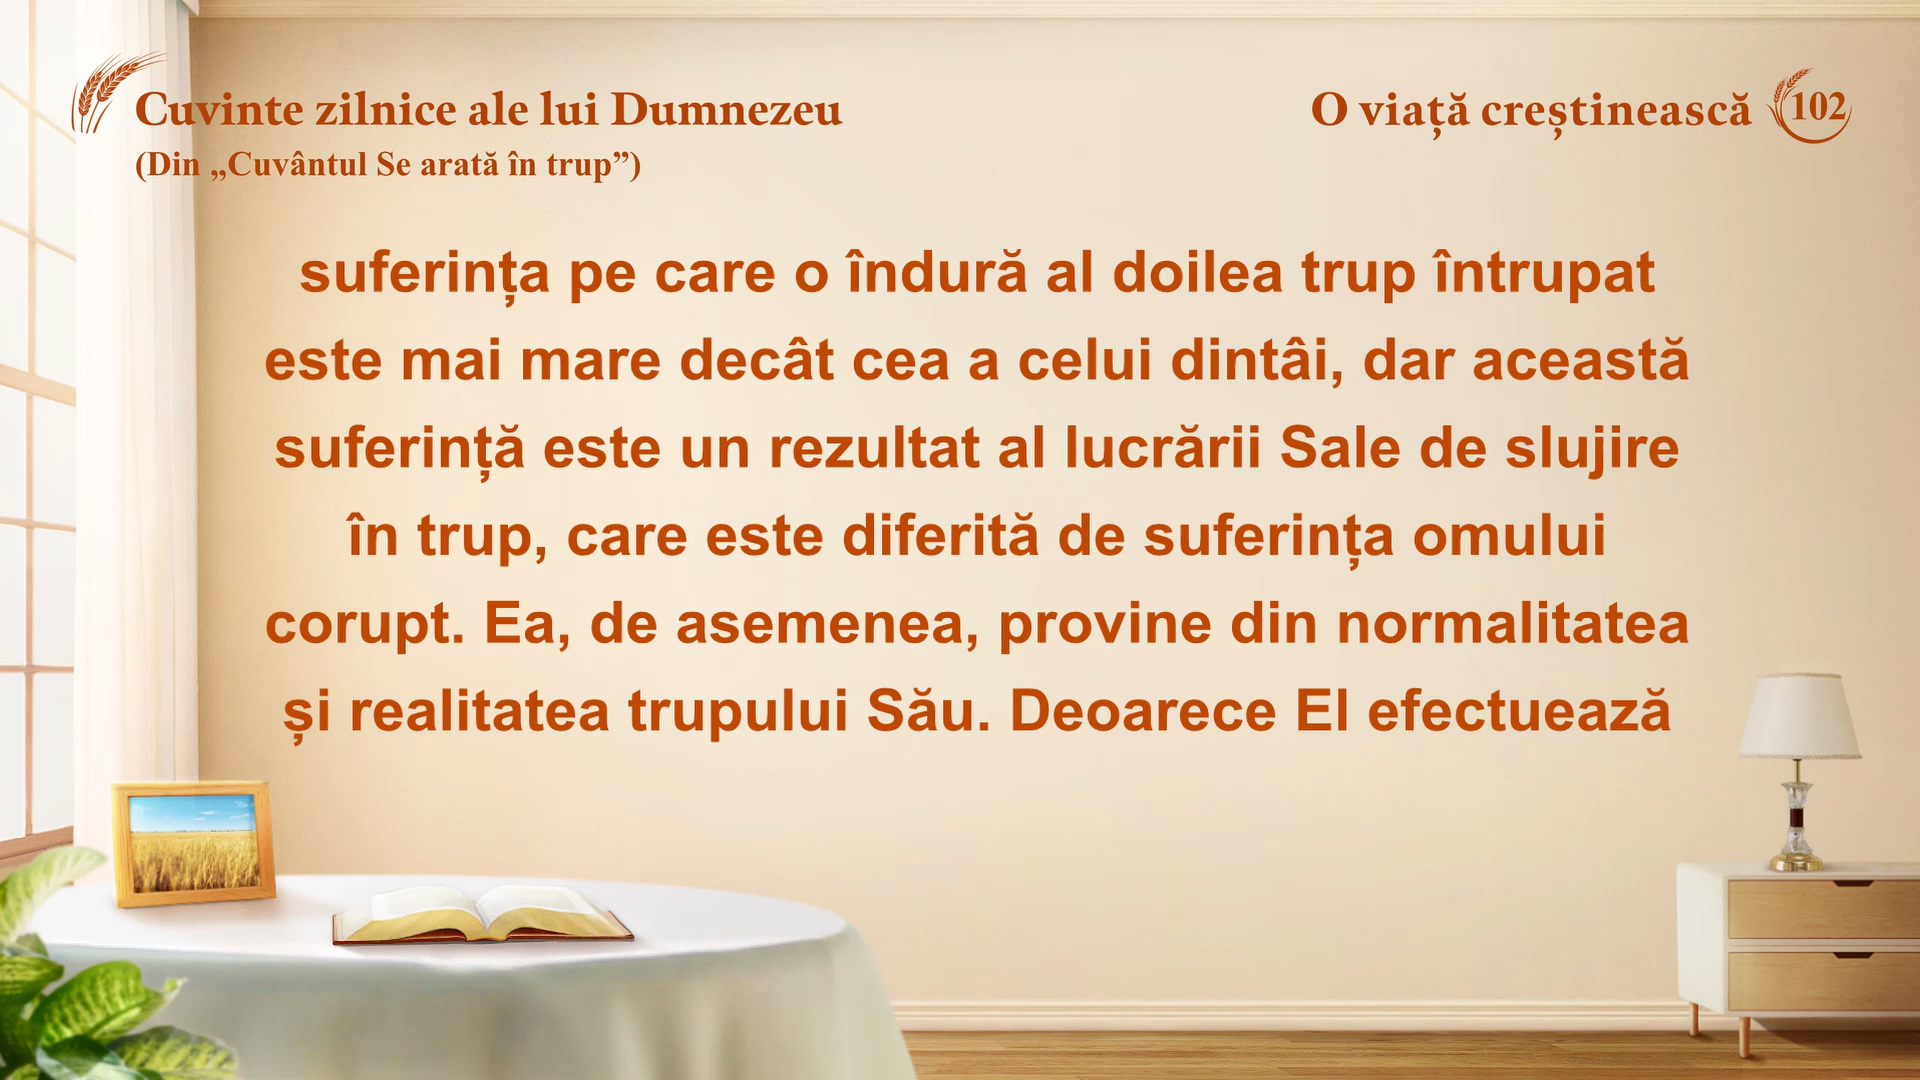 Cuvinte zilnice ale lui Dumnezeu
(Din „Cuvântul Se arată în trup”)
O viață creștinească 102
suferința pe care o îndură al doilea trup întrupat
este mai mare decât cea a celui dintâi, dar această
suferință este un rezultat al lucrării Sale de slujire
în trup, care este diferită de suferința omului
corupt. Ea, de asemenea, provine din normalitatea
și realitatea trupului Său. Deoarece El efectuează